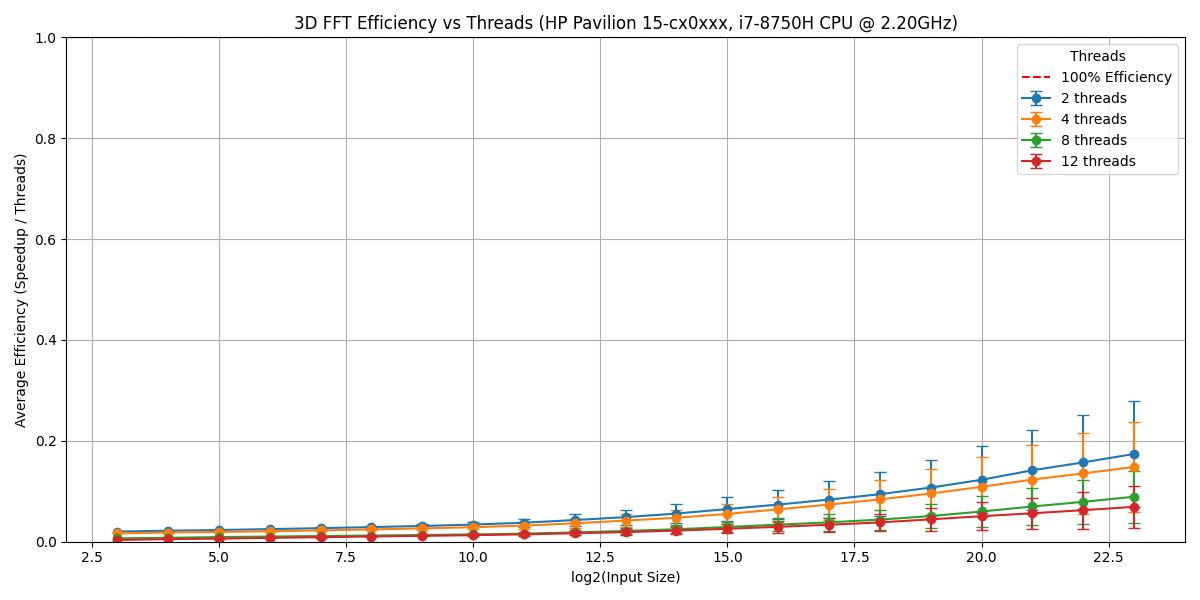 3D FFT Efficiency vs Threads (HP Pavilion 15-cx0xxx, i7-8750H CPU @ 2.20GHz)
Threads
100% Efficiency
2 threads
4 threads
8 threads
12 threads
Average Efficiency (Speedup / Threads)
1.0
0.8
0.6
0.4
0.2
0.0
2.5
5.0
7.5
10.0
12.5
15.0
17.5
20.0
22.5
log2(Input Size)